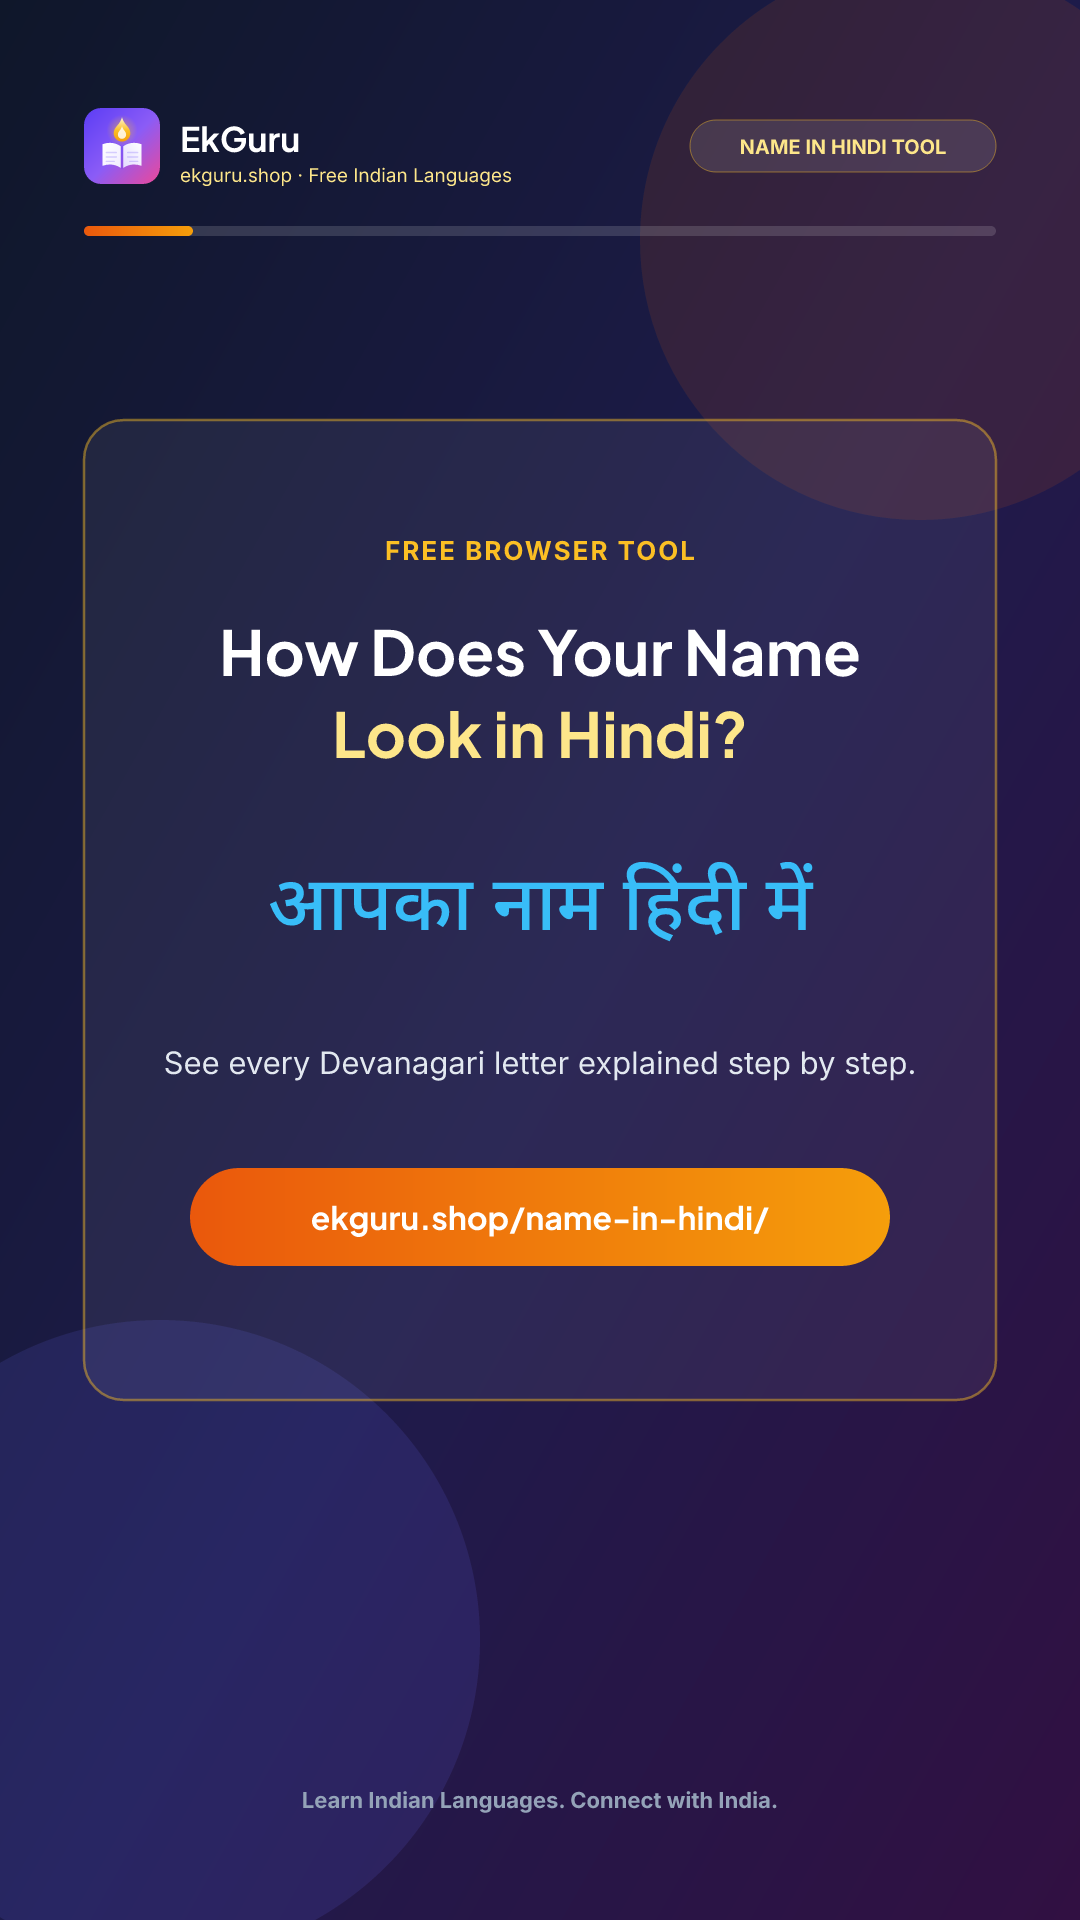 EkGuru
ekguru.shop · Free Indian Languages
NAME IN HINDI TOOL
FREE BROWSER TOOL
How Does Your Name
Look in Hindi?
आपका नाम हिंदी में
See every Devanagari letter explained step by step.
ekguru.shop/name-in-hindi/
Learn Indian Languages. Connect with India.